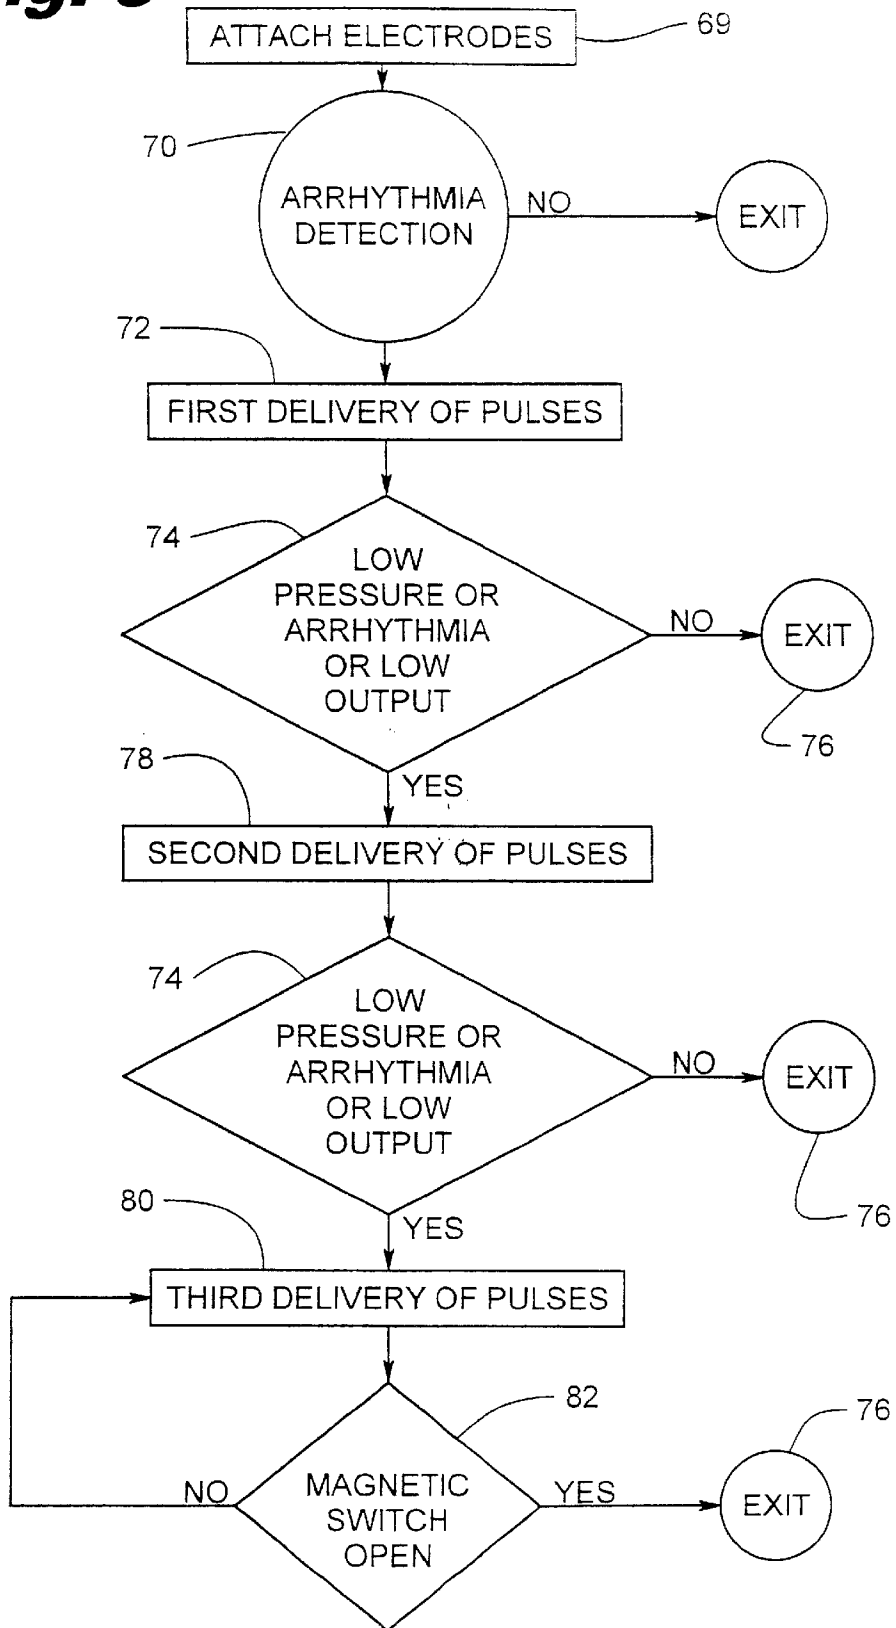 ATTACH ELECTRODES
69
70
ARRHYTHMIA
DETECTION
NO
EXIT
72
FIRST DELIVERY OF PULSES
74
LOW
PRESSURE OR
ARRHYTHMIA
OR LOW
OUTPUT
NO
EXIT
76
78
YES
SECOND DELIVERY OF PULSES
74
LOW
PRESSURE OR
ARRHYTHMIA
OR LOW
OUTPUT
NO
EXIT
76
80
YES
THIRD DELIVERY OF PULSES
82
76
NO
MAGNETIC
SWITCH
OPEN
YES
EXIT